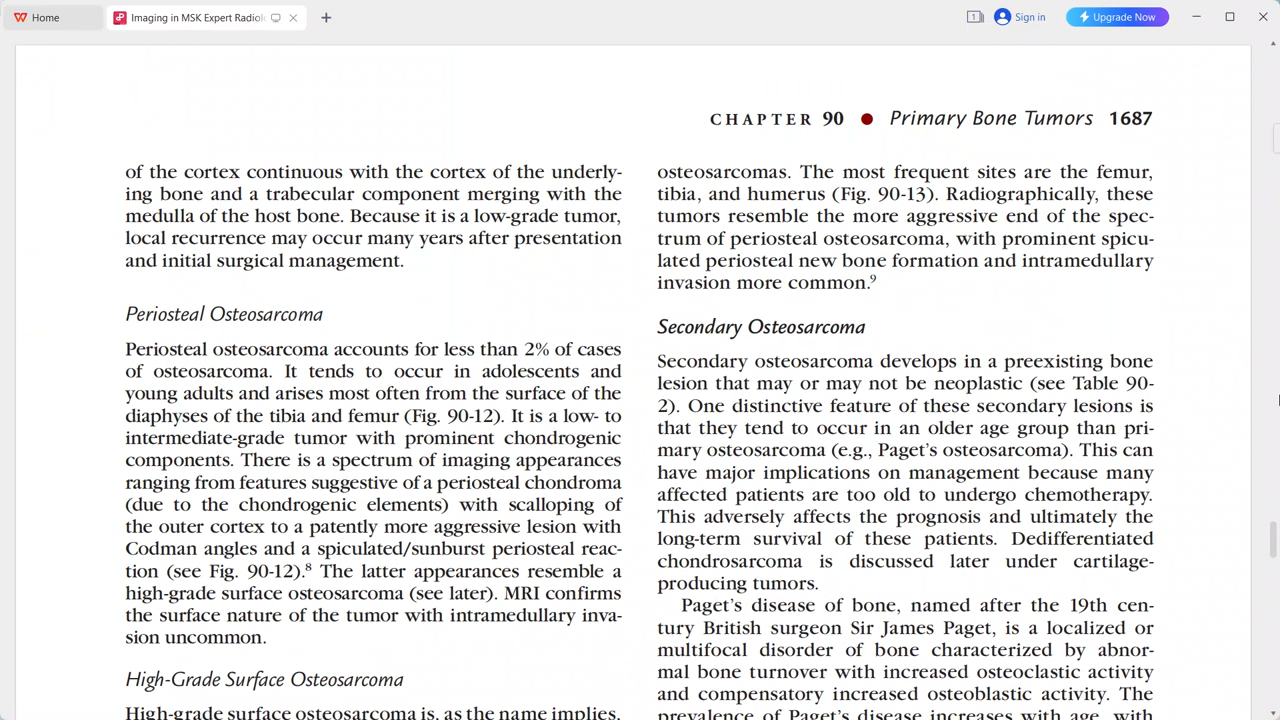 Home
Imaging in MSK Expert Radiolo
Sign in
Upgrade Now
CHAPTER 90 ● Primary Bone Tumors 1687
of the cortex continuous with the cortex of the underly-
ing bone and a trabecular component merging with the
medulla of the host bone. Because it is a low-grade tumor,
local recurrence may occur many years after presentation
and initial surgical management.
Periosteal Osteosarcoma
Periosteal osteosarcoma accounts for less than 2% of cases
of osteosarcoma. It tends to occur in adolescents and
young adults and arises most often from the surface of the
diaphyses of the tibia and femur (Fig. 90-12). It is a low- to
intermediate-grade tumor with prominent chondrogenic
components. There is a spectrum of imaging appearances
ranging from features suggestive of a periosteal chondroma
(due to the chondrogenic elements) with scalloping of
the outer cortex to a patently more aggressive lesion with
Codman angles and a spiculated/sunburst periosteal reac-
tion (see Fig. 90-12).⁸ The latter appearances resemble a
high-grade surface osteosarcoma (see later). MRI confirms
the surface nature of the tumor with intramedullary inva-
sion uncommon.
High-Grade Surface Osteosarcoma
High-grade surface osteosarcoma is, as the name implies,
osteosarcomas. The most frequent sites are the femur,
tibia, and humerus (Fig. 90-13). Radiographically, these
tumors resemble the more aggressive end of the spec-
trum of periosteal osteosarcoma, with prominent spicu-
lated periosteal new bone formation and intramedullary
invasion more common.⁹
Secondary Osteosarcoma
Secondary osteosarcoma develops in a preexisting bone
lesion that may or may not be neoplastic (see Table 90-
2). One distinctive feature of these secondary lesions is
that they tend to occur in an older age group than pri-
mary osteosarcoma (e.g., Paget's osteosarcoma). This can
have major implications on management because many
affected patients are too old to undergo chemotherapy.
This adversely affects the prognosis and ultimately the
long-term survival of these patients. Dedifferentiated
chondrosarcoma is discussed later under cartilage-
producing tumors.
Paget's disease of bone, named after the 19th cen-
tury British surgeon Sir James Paget, is a localized or
multifocal disorder of bone characterized by abnor-
mal bone turnover with increased osteoclastic activity
and compensatory increased osteoblastic activity. The
prevalence of Paget's disease increases with age, with